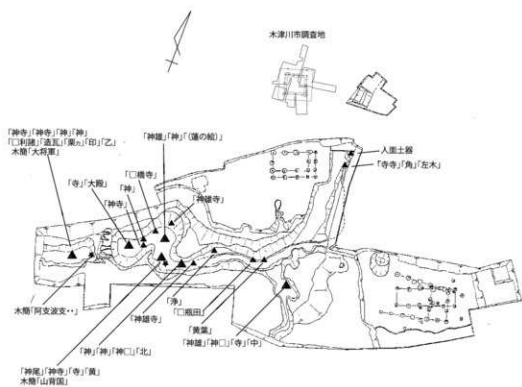 木津川市調査地
「神寺」「神寺」「神」「神」
「□利諸」「造瓦」「栗ヵ」「印」「乙」
木簡「大将軍」
「神雄」「神」「(蓮の絵)」
人面土器
「寺寺」「角」「左木」
「□橋寺」
「寺」「大殿」
「神」
「神寺」
「神雄寺」
木簡「阿支波支・・」
「浄」
「□瓶田」
「神雄寺」
「黄葉」
「神」「神」「神□」「北」
「神雄」「神□」「寺」「中」
「神尾」「神寺」「寺」「黄」
木簡「山背国」